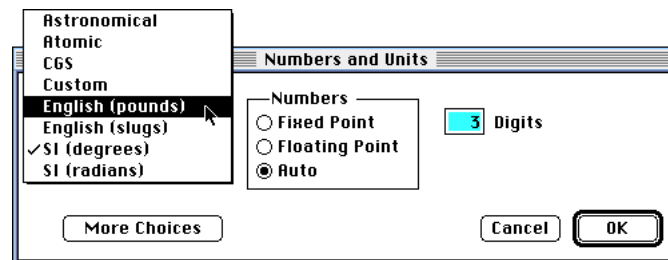 Astronomical
Atomic
CGS
Custom
English (pounds)
English (slugs)
✓SI (degrees)
SI (radians)
Numbers and Units
Numbers
Fixed Point
Floating Point
Auto
3 Digits
More Choices
Cancel
OK